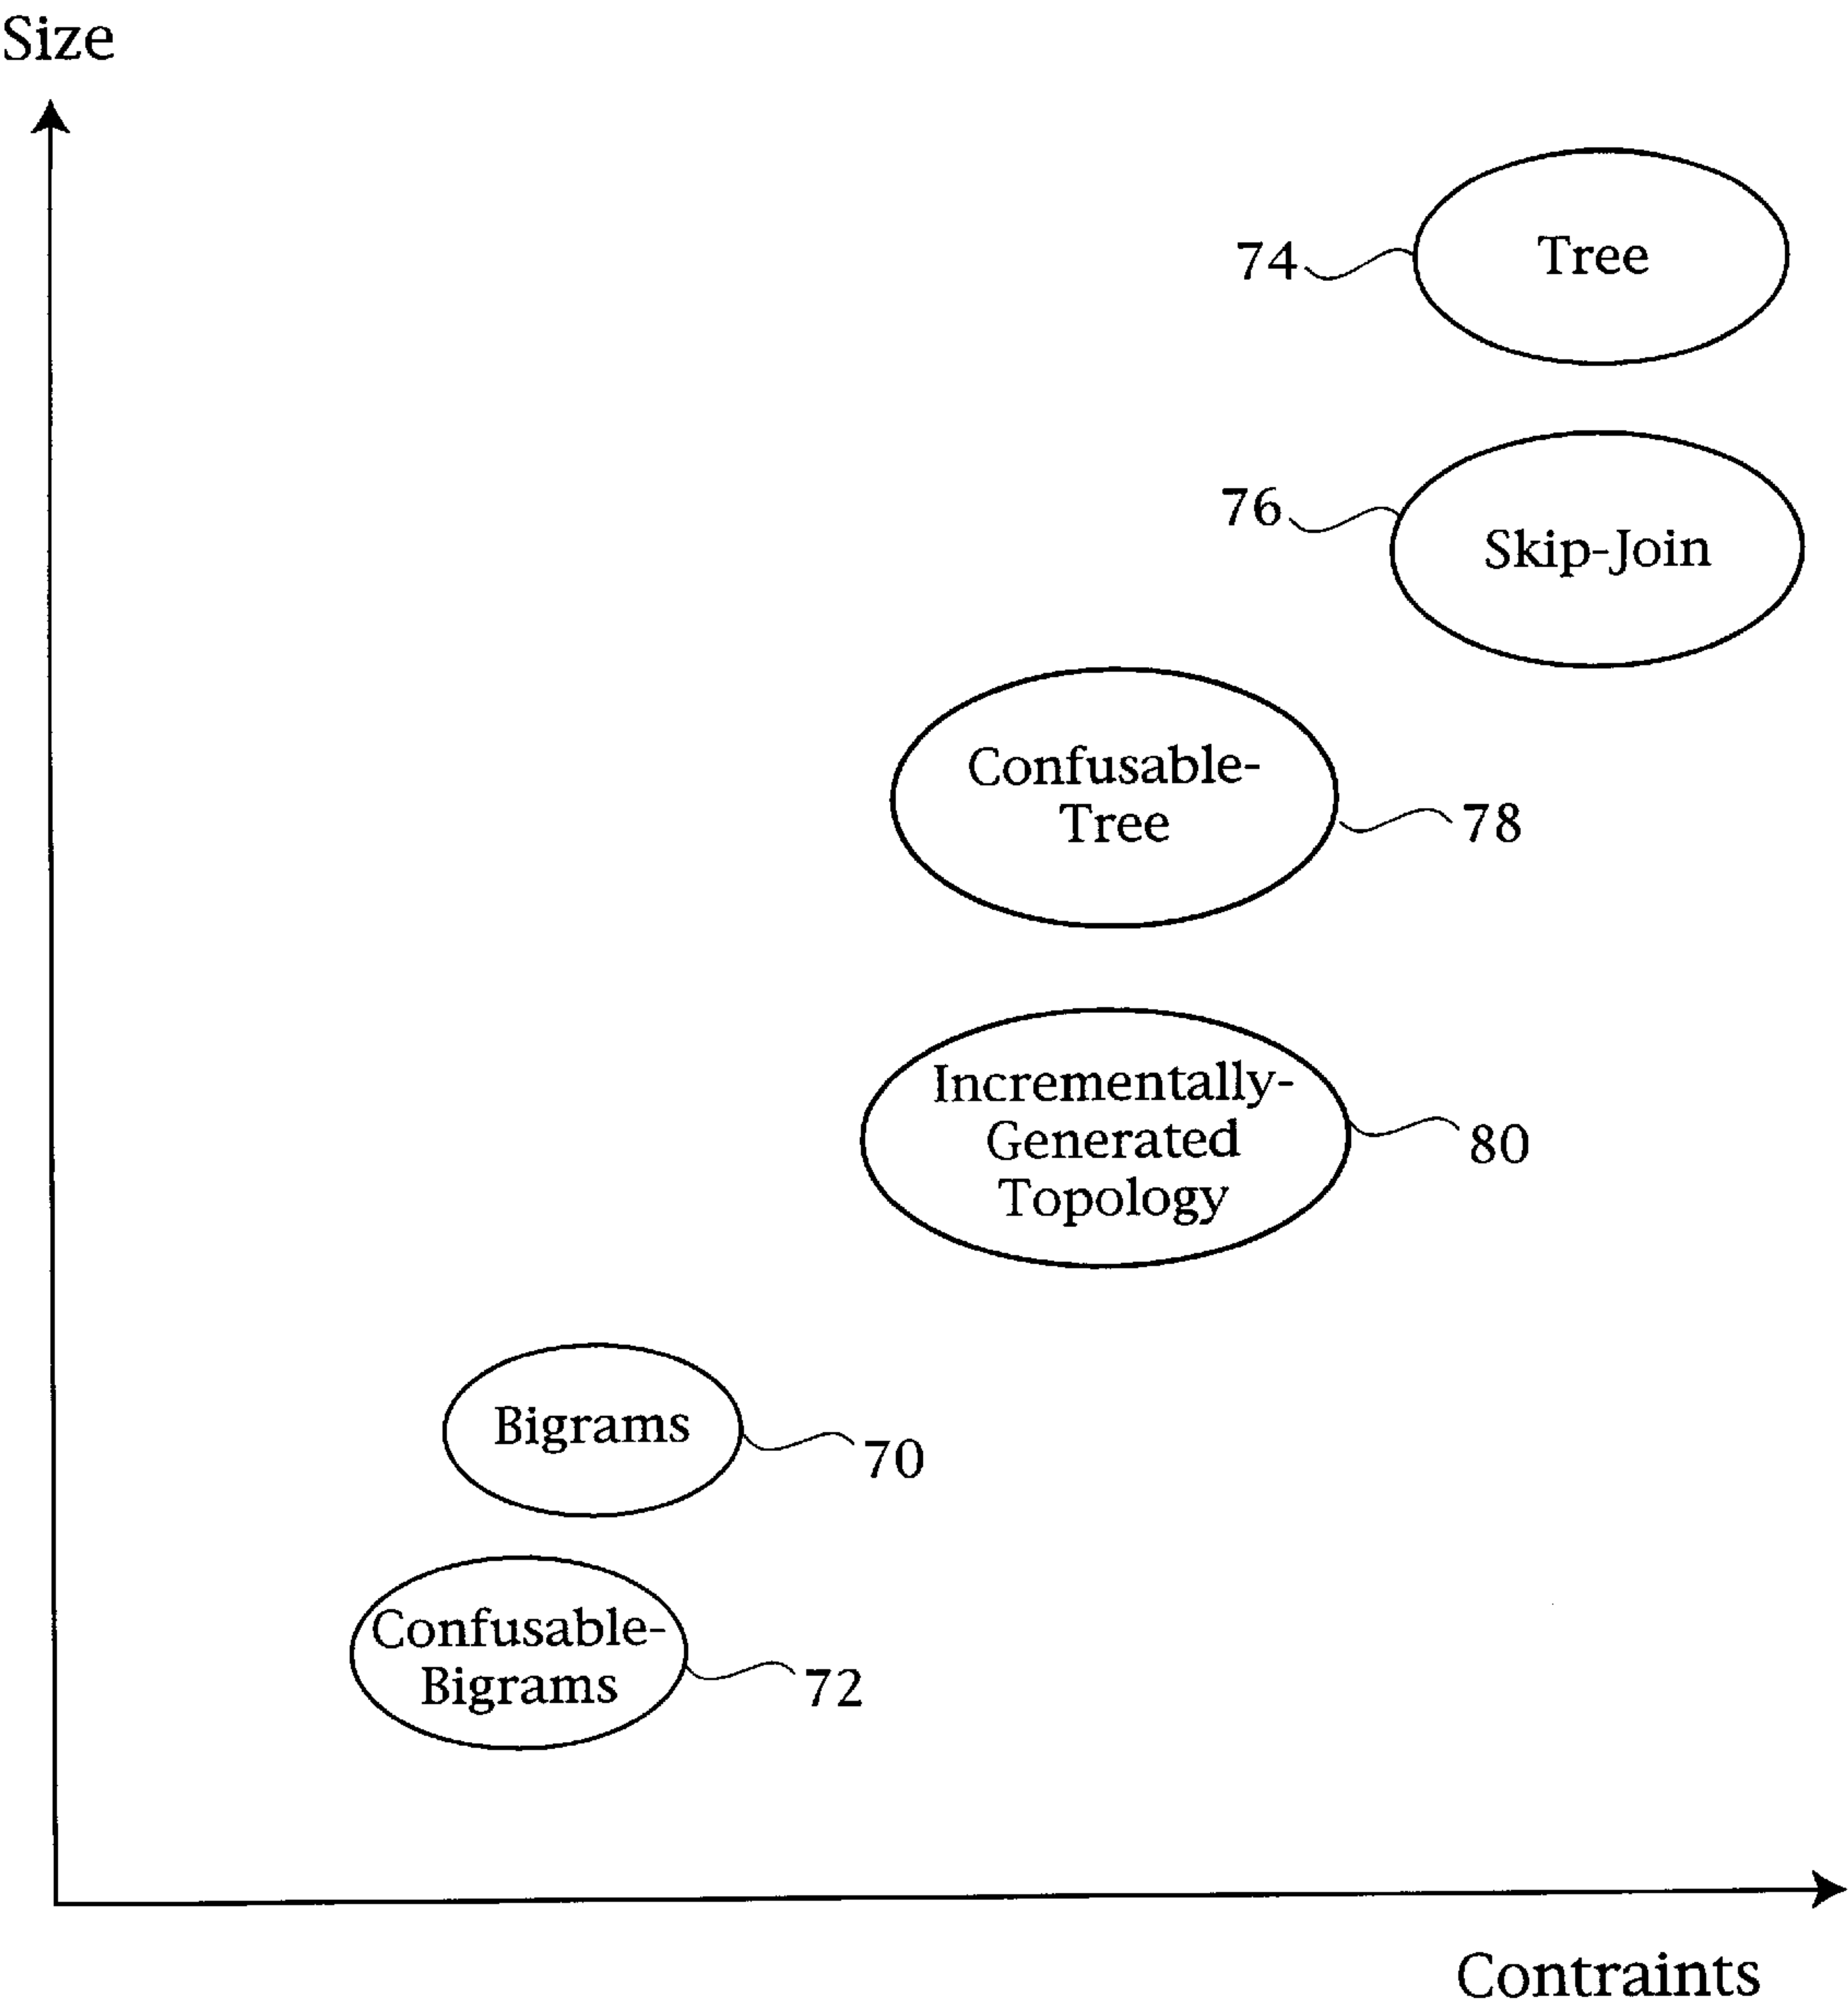 Size
74
Tree
76
Skip-Join
Confusable-
Tree
78
Incrementally-
Generated
Topology
80
Bigrams
70
Confusable-
Bigrams
72
Contraints